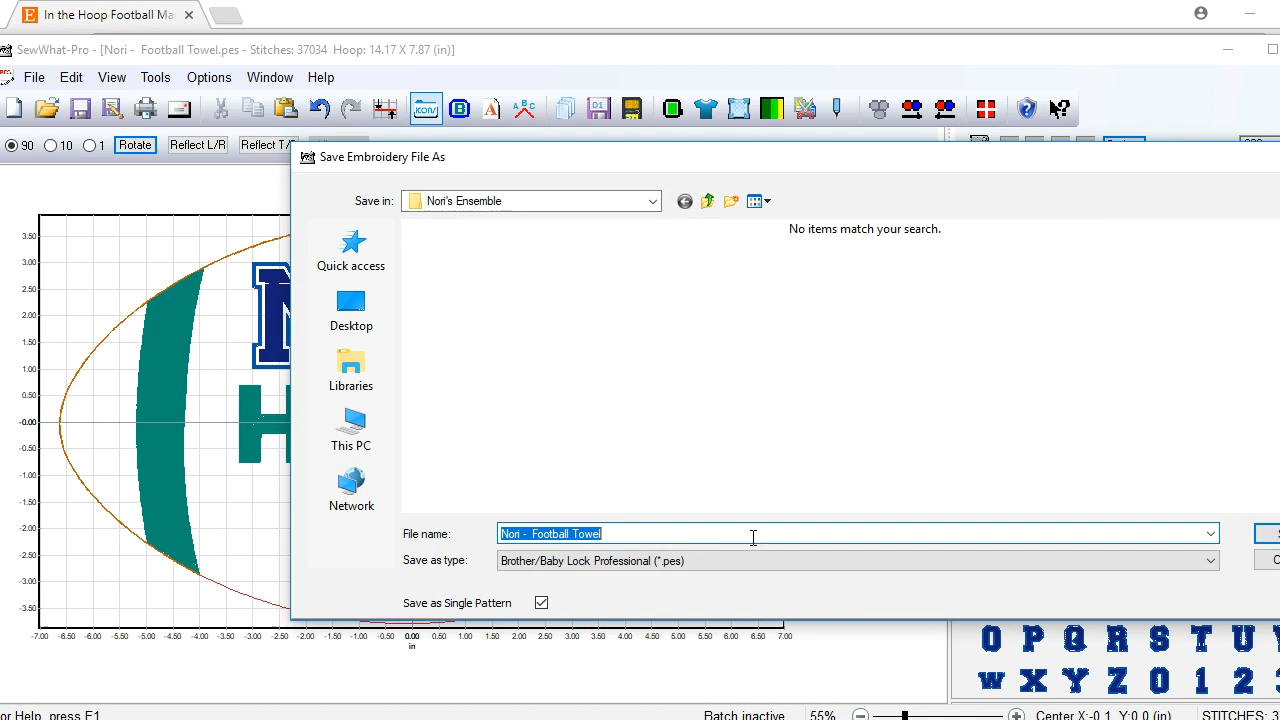 In the Hoop Football Ma
SewWhat-Pro - [Nori - Football Towel.pes - Stitches: 37034 Hoop: 14.17 X 7.87 (in)]
File Edit View Tools Options Window Help
ICON B A ABC D1
90 10 1 Rotate Reflect L/R Reflect T/
Save Embroidery File As
Save in: Nori's Ensemble
No items match your search.
Quick access
Desktop
Libraries
This PC
Network
File name: Nori - Football Towel
Save as type: Brother/Baby Lock Professional (*.pes)
Save as Single Pattern
3.50
3.00
2.50
2.00
1.50
1.00
0.50
-0.00
-0.50
-1.00
-1.50
-2.00
-2.50
-3.00
-3.50
N
H
-7.00 -6.50 -6.00 -5.50 -5.00 -4.50 -4.00 -3.50 -3.00 -2.50 -2.00 -1.50 -1.00 -0.50 0.00 0.50 1.00 1.50 2.00 2.50 3.00 3.50 4.00 4.50 5.00 5.50 6.00 6.50 7.00
in
O P Q R S T U
W X Y Z 0 1 2
or Help, press F1 Batch inactive 55% Center X:-0.1, Y:0.0 (in) STITCHES: 3